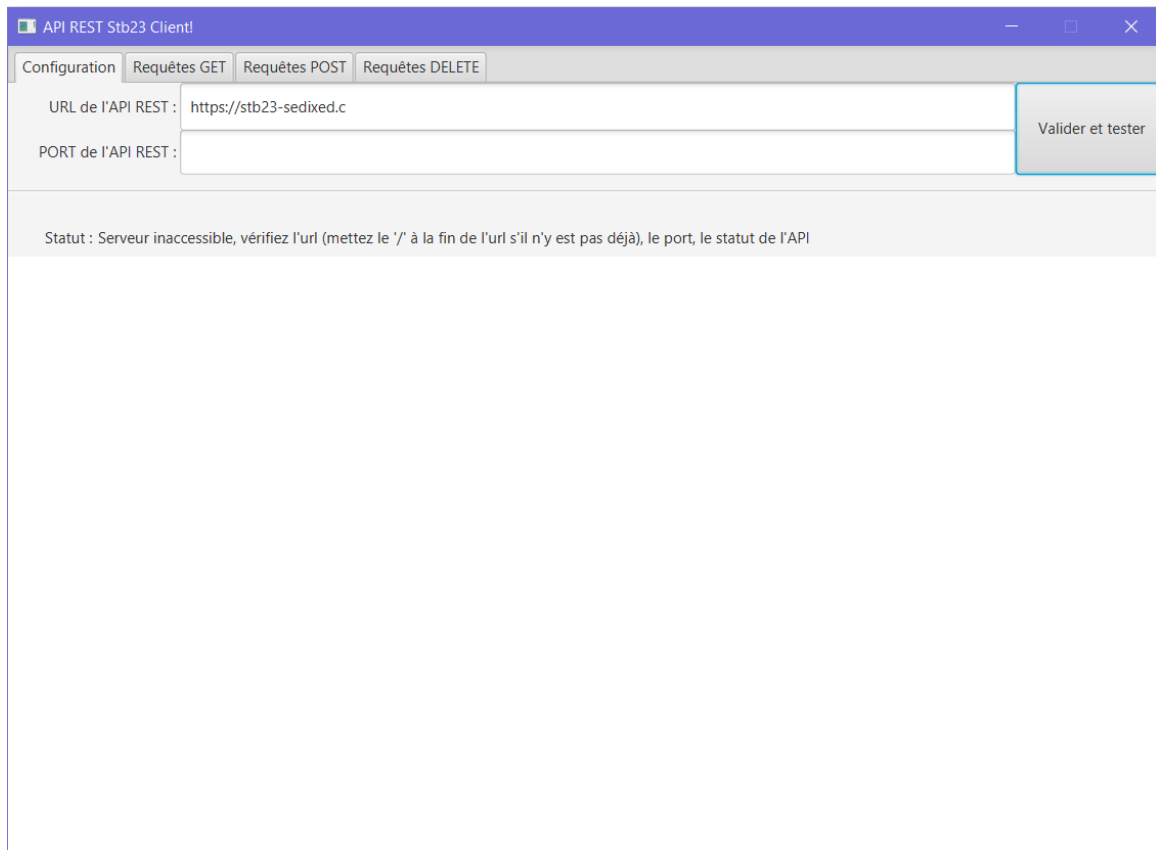 API REST Stb23 Client!
Configuration Requêtes GET Requêtes POST Requêtes DELETE
URL de l'API REST : https://stb23-sedixed.c
Valider et tester
PORT de l'API REST :
Statut : Serveur inaccessible, vérifiez l'url (mettez le '/' à la fin de l'url s'il n'y est pas déjà), le port, le statut de l'API